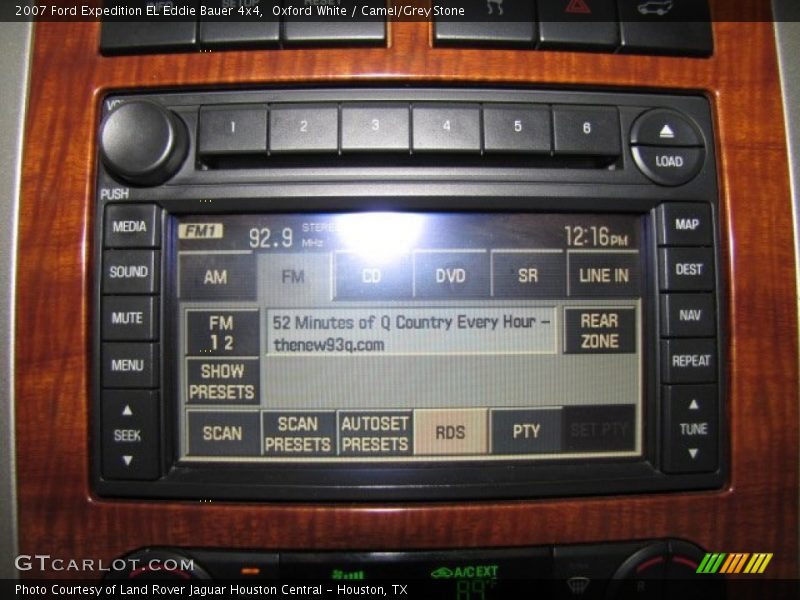 2007 Ford Expedition EL Eddie Bauer 4x4, Oxford White / Camel/Grey Stone
1 2 3 4 5 6
LOAD
PUSH
MEDIA
SOUND
MUTE
MENU
SEEK
FM1 92.9 MHz 12:16PM
AM FM CD DVD SR LINE IN
FM
1 2
52 Minutes of Q Country Every Hour –
thenew93q.com
REAR
ZONE
SHOW
PRESETS
SCAN
SCAN
PRESETS
AUTOSET
PRESETS
RDS
PTY
SET PTY
MAP
DEST
NAV
REPEAT
TUNE
A/C EXT
GTCARLOT.COM
Photo Courtesy of Land Rover Jaguar Houston Central – Houston, TX